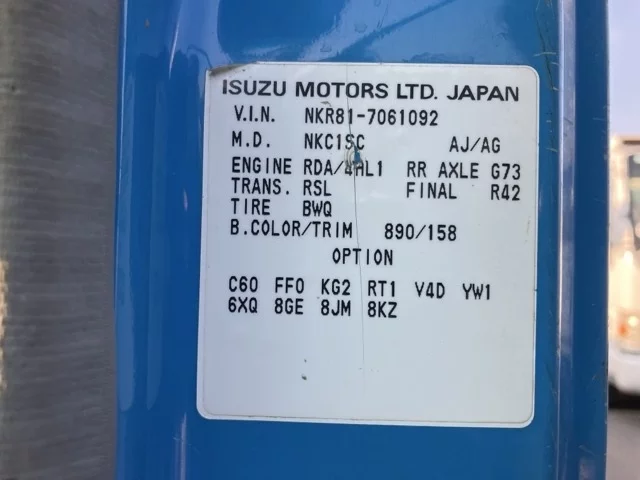 ISUZU MOTORS LTD. JAPAN
V.I.N. NKR81-7061092
M.D. NKC1SC AJ/AG
ENGINE RDA/4HL1 RR AXLE G73
TRANS. RSL FINAL R42
TIRE BWQ
B.COLOR/TRIM 890/158
OPTION
C60 FF0 KG2 RT1 V4D YW1
6XQ 8GE 8JM 8KZ